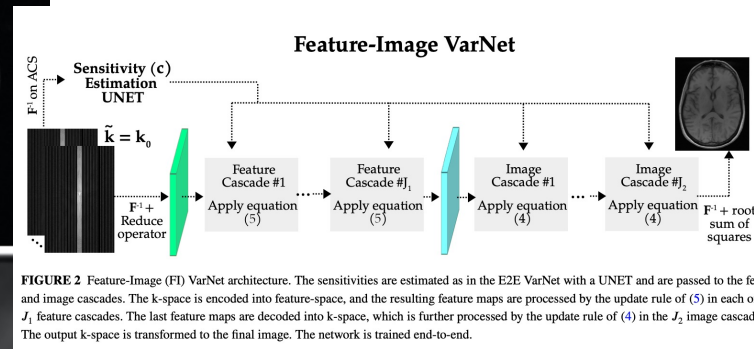 Feature-Image VarNet
F⁻¹ on ACS
Sensitivity (c)
Estimation
UNET
k̃ = k₀
F⁻¹ +
Reduce
operator
Feature
Cascade #1
Apply equation
(5)
...
Feature
Cascade #J₁
Apply equation
(5)
Image
Cascade #1
Apply equation
(4)
...
Image
Cascade #J₂
Apply equation
(4)
F⁻¹ + root
sum of
squares
FIGURE 2 Feature-Image (FI) VarNet architecture. The sensitivities are estimated as in the E2E VarNet with a UNET and are passed to the
and image cascades. The k-space is encoded into feature-space, and the resulting feature maps are processed by the update rule of (5) in each
J₁ feature cascades. The last feature maps are decoded into k-space, which is further processed by the update rule of (4) in the J₂ image
The output k-space is transformed to the final image. The network is trained end-to-end.